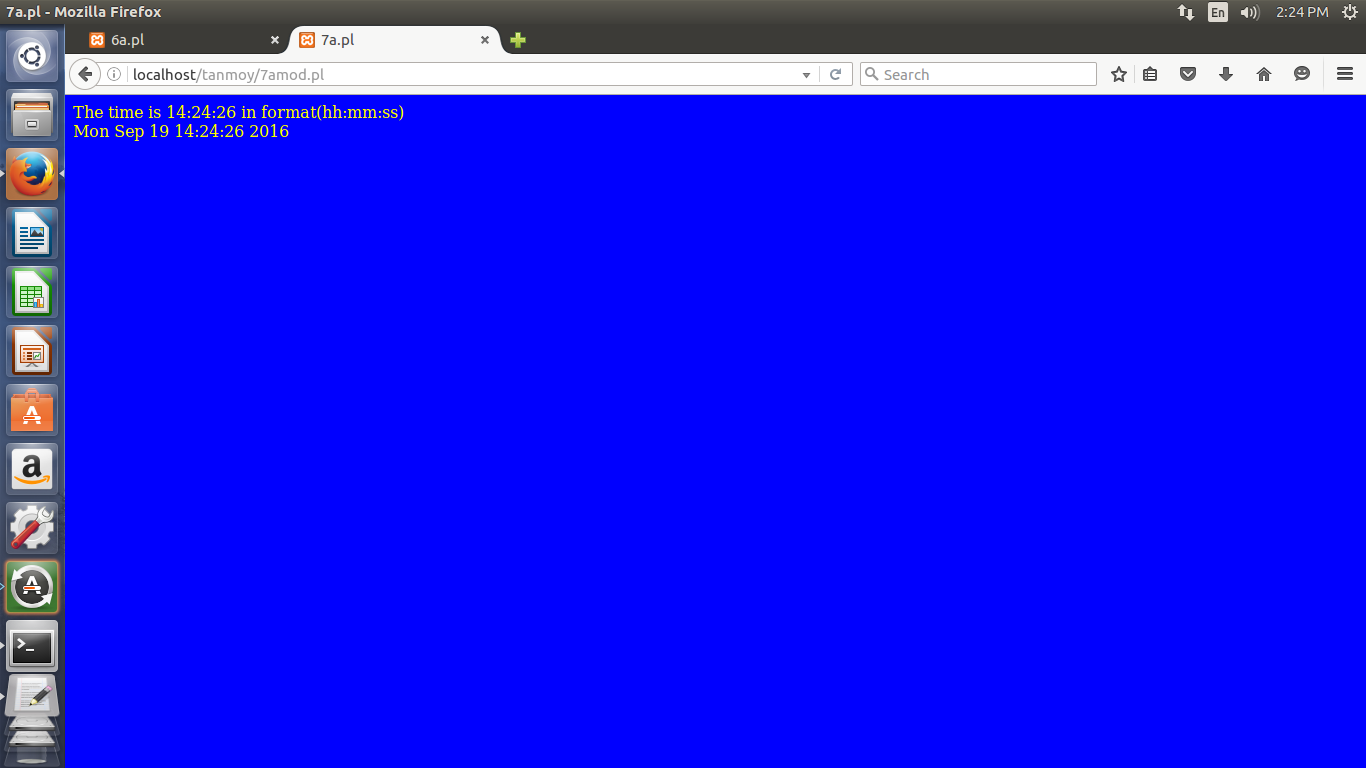 7a.pl - Mozilla Firefox
En
2:24 PM
6a.pl
7a.pl
localhost/tanmoy/7amod.pl
Search
The time is 14:24:26 in format(hh:mm:ss)
Mon Sep 19 14:24:26 2016